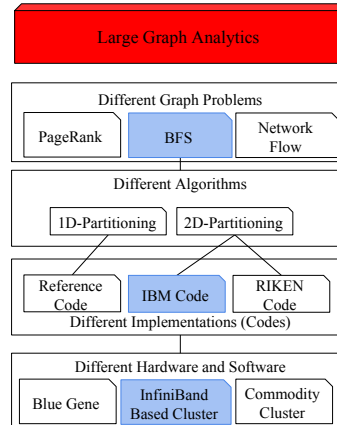 Large Graph Analytics
Different Graph Problems
PageRank
BFS
Network
Flow
Different Algorithms
1D-Partitioning
2D-Partitioning
Reference
Code
IBM Code
RIKEN
Code
Different Implementations (Codes)
Different Hardware and Software
Blue Gene
InfiniBand
Based Cluster
Commodity
Cluster